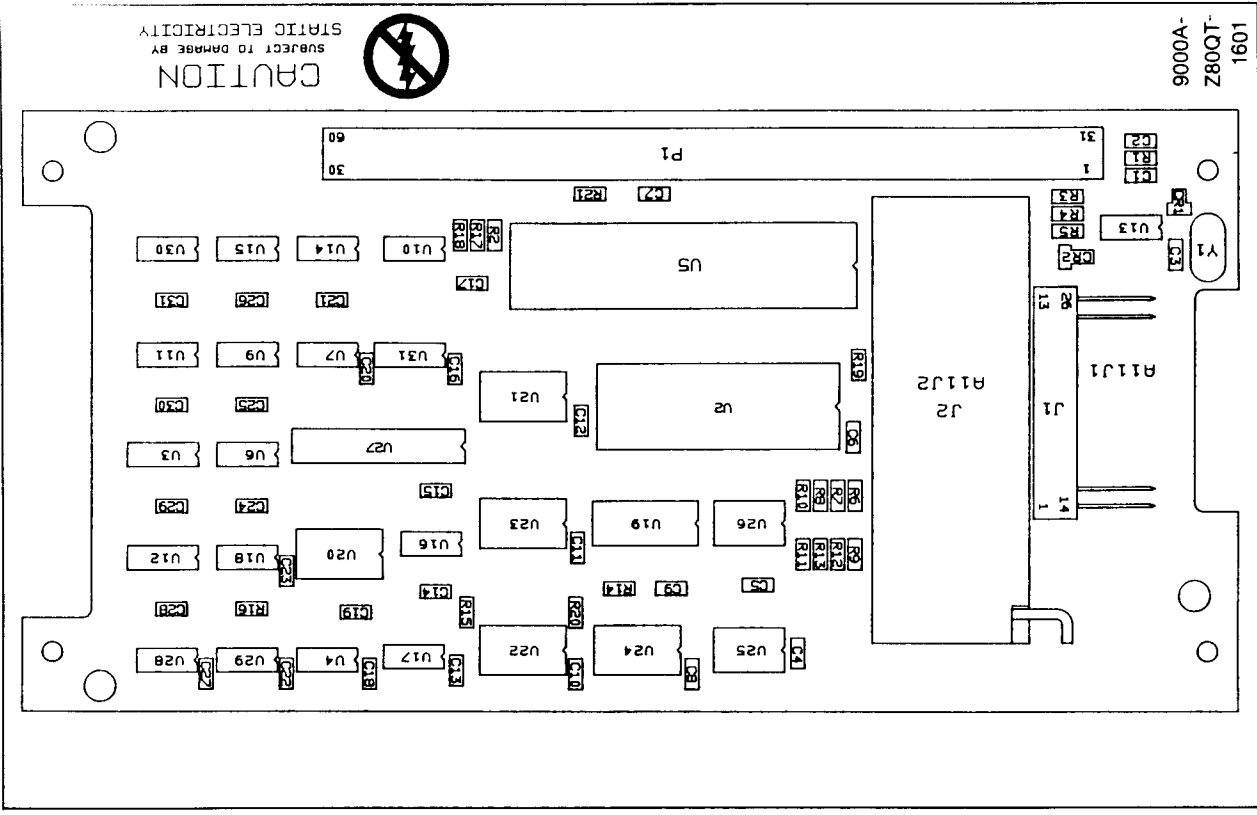 CAUTION
SUBJECT TO DAMAGE BY
STATIC ELECTRICITY
9000A-
Z80QT-
1601
60
30
P1
31
1
C2
R1
C1
R21
C7
R3
R4
R5
CR1
U13
CR2
C3
Y1
U30
U15
U14
U10
R18
R17
R2
U5
C17
C31
C26
C21
13
26
U11
U9
U7
C20
U31
C16
R19
A11J1
U21
U2
A11J2
J2
J1
C30
C25
C12
C6
U3
U6
U27
C15
R10
R8
R7
R6
C29
C24
U23
U19
U26
1
14
U12
U18
C23
U20
U16
C11
R11
R13
R12
R9
C14
R14
C9
C5
C28
R16
C19
R15
R20
U28
C27
U29
C22
U4
C18
U17
C13
U22
C10
U24
C8
U25
C4